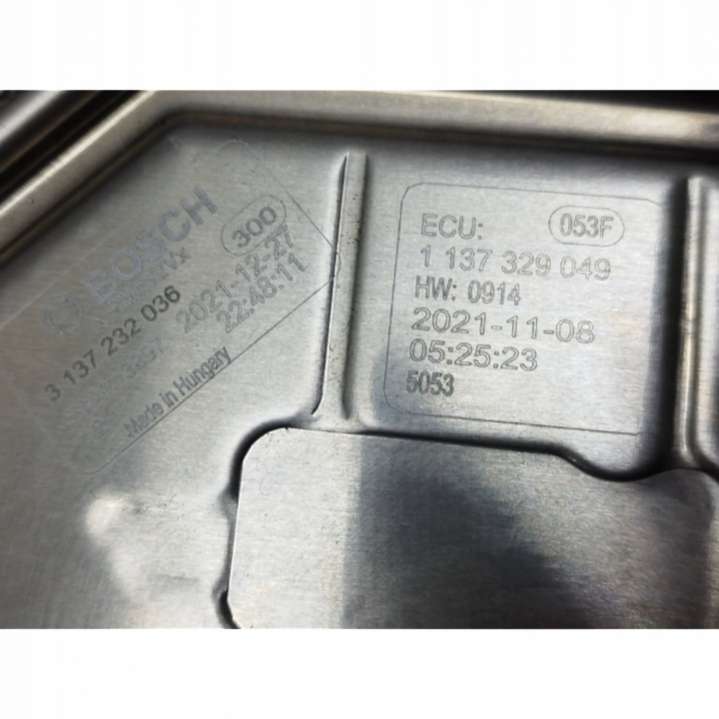 BOSCH
300
3 137 232 036
2021-12-27
22:48:11
Made in Hungary
ECU: 053F
1 137 329 049
HW: 0914
2021-11-08
05:25:23
5053